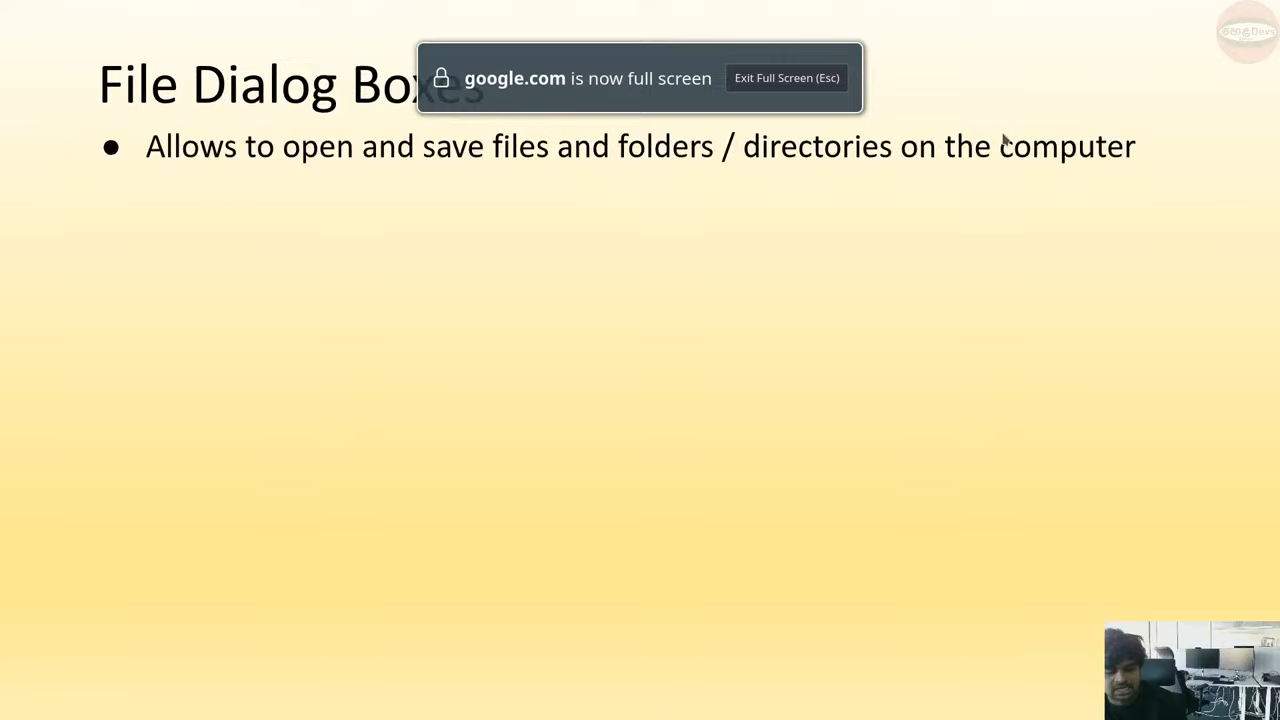 File Dialog Boxes
google.com is now full screen
Exit Full Screen (Esc)
● Allows to open and save files and folders / directories on the computer